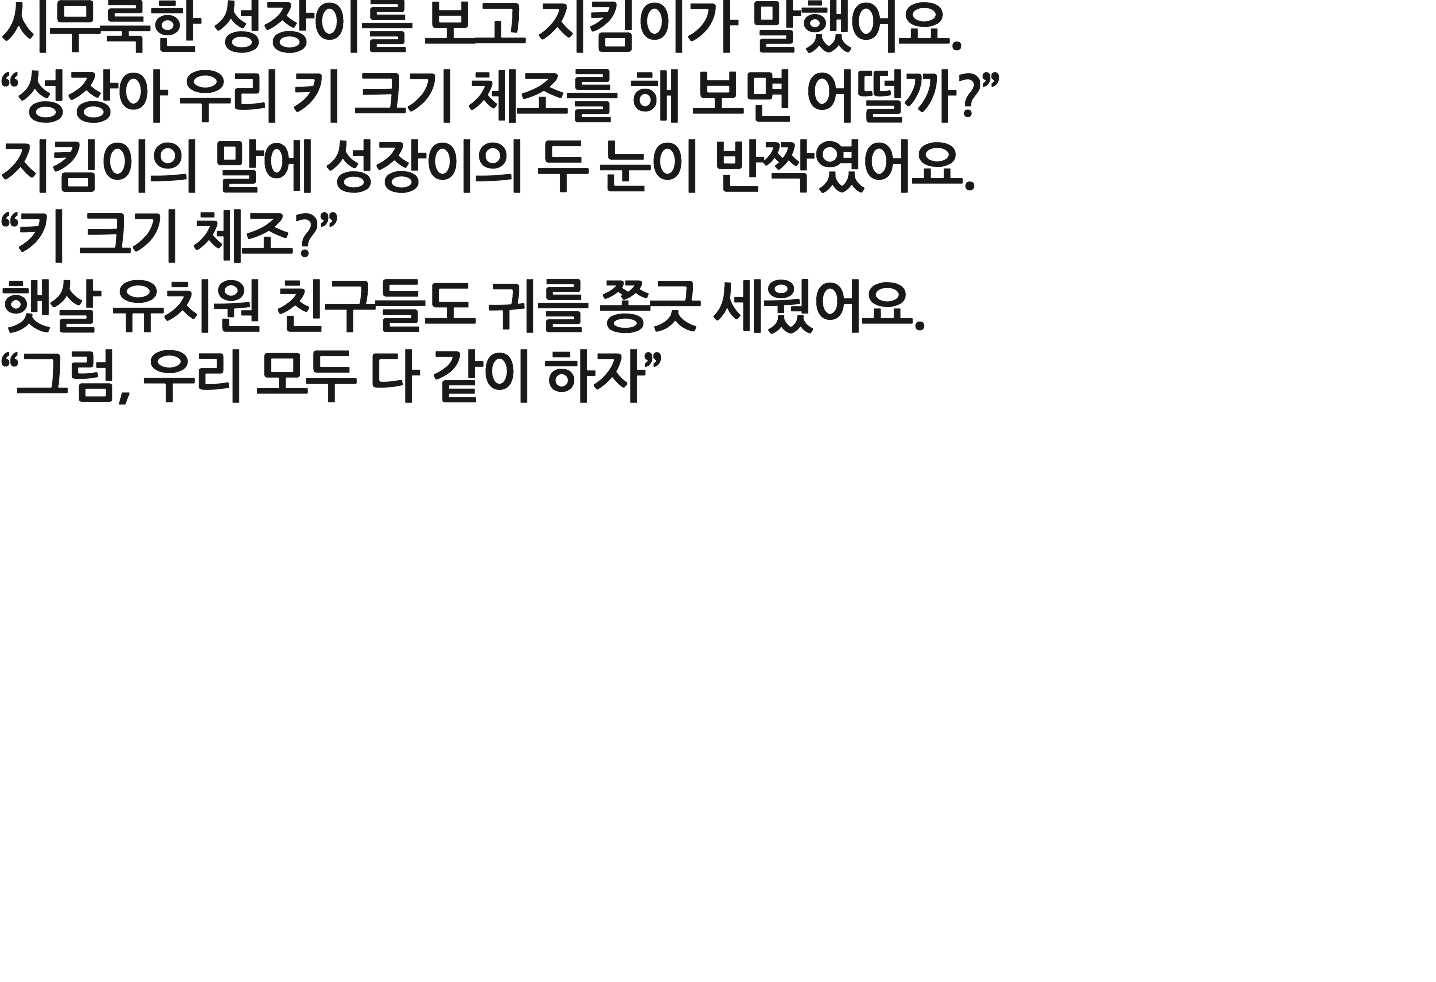 시무룩한 성장이를 보고 지킴이가 말했어요.
“성장아 우리 키 크기 체조를 해 보면 어떨까?”
지킴이의 말에 성장이의 두 눈이 반짝였어요.
“키 크기 체조?”
햇살 유치원 친구들도 귀를 쫑긋 세웠어요.
“그럼, 우리 모두 다 같이 하자”